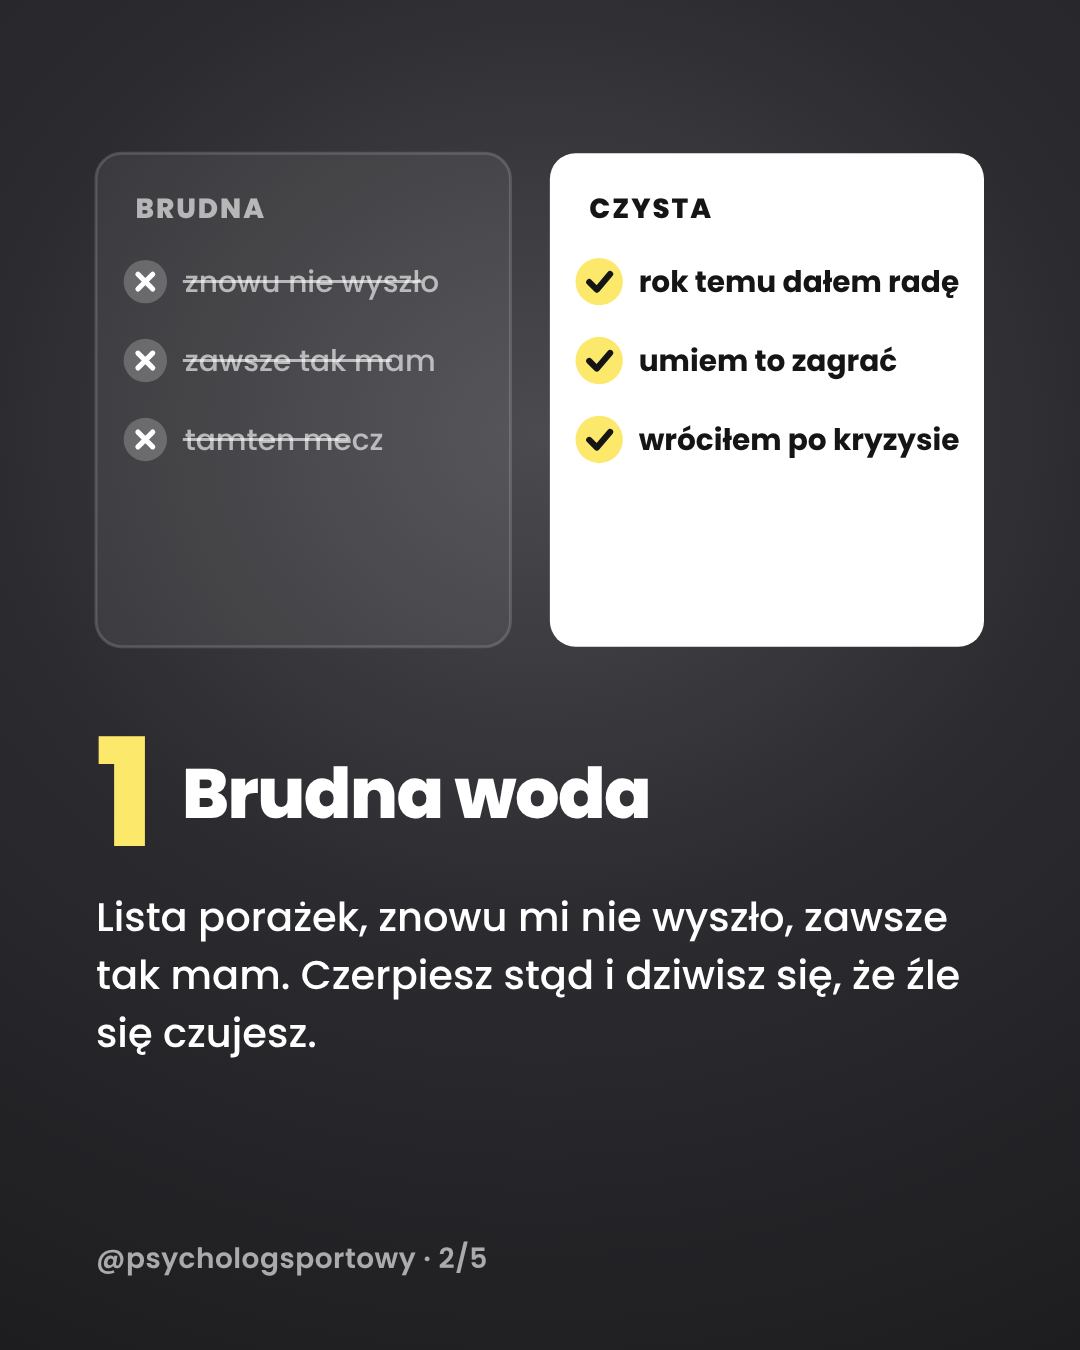 BRUDNA
znowu nie wyszło
zawsze tak mam
tamten mecz
CZYSTA
rok temu dałem radę
umiem to zagrać
wróciłem po kryzysie
1 Brudna woda
Lista porażek, znowu mi nie wyszło, zawsze
tak mam. Czerpiesz stąd i dziwisz się, że źle
się czujesz.
@psychologsportowy · 2/5